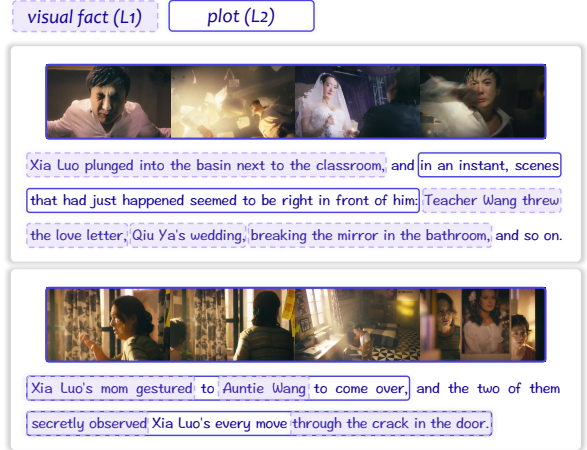 visual fact (L1) plot (L2)
Xia Luo plunged into the basin next to the classroom, and in an instant, scenes
that had just happened seemed to be right in front of him: Teacher Wang threw
the love letter, Qiu Ya's wedding, breaking the mirror in the bathroom, and so on.
Xia Luo's mom gestured to Auntie Wang to come over, and the two of them
secretly observed Xia Luo's every move through the crack in the door.